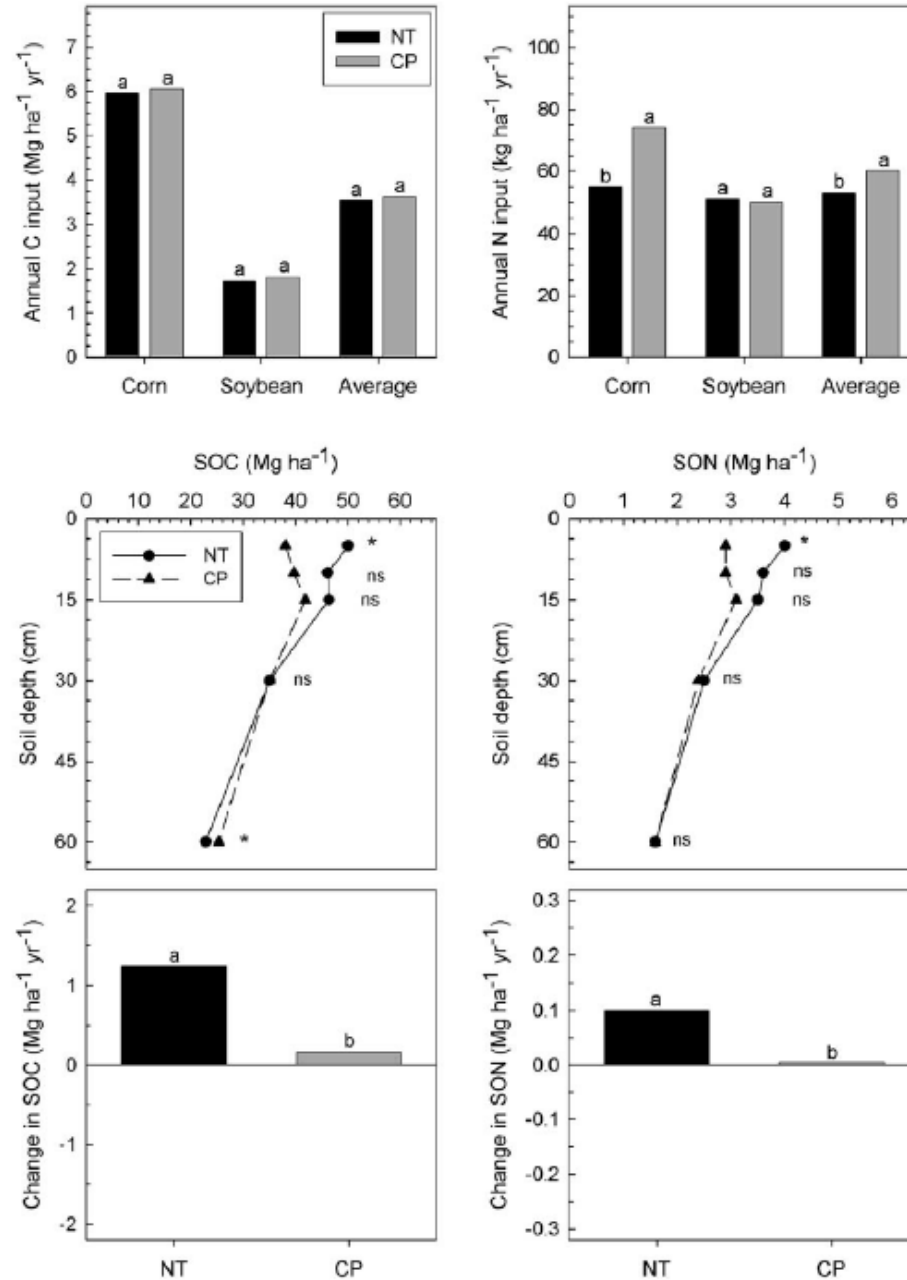 Annual C input (Mg ha⁻¹ yr⁻¹)
7
6
5
4
3
2
1
0
NT
CP
a
a
a
a
a
a
Corn
Soybean
Average
Annual N input (kg ha⁻¹ yr⁻¹)
100
80
60
40
20
0
b
a
a
a
b
a
Corn
Soybean
Average
SOC (Mg ha⁻¹)
0
10
20
30
40
50
60
Soil depth (cm)
0
15
30
45
60
NT
CP
*
ns
ns
ns
*
SON (Mg ha⁻¹)
0
1
2
3
4
5
6
Soil depth (cm)
0
15
30
45
60
*
ns
ns
ns
ns
Change in SOC (Mg ha⁻¹ yr⁻¹)
2
1
0
-1
-2
a
b
NT
CP
Change in SON (Mg ha⁻¹ yr⁻¹)
0.3
0.2
0.1
0.0
-0.1
-0.2
-0.3
a
b
NT
CP